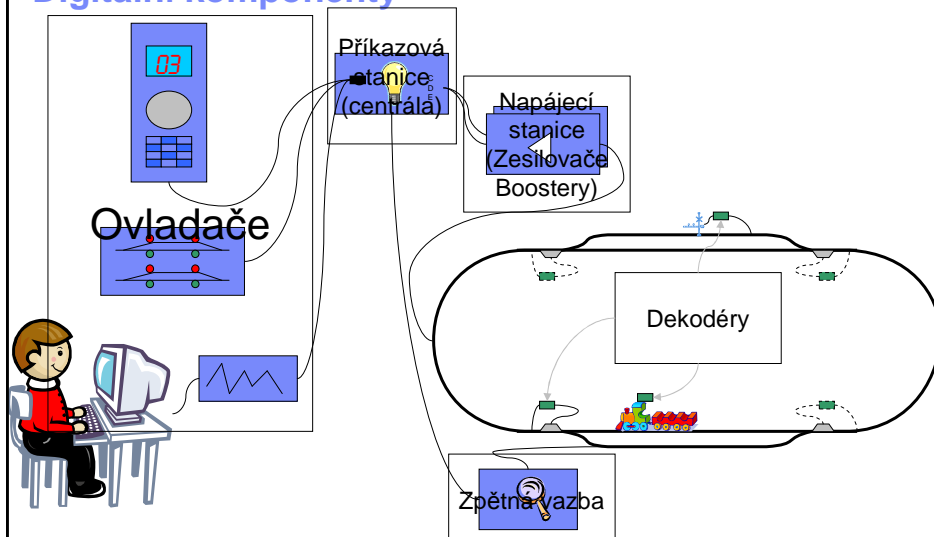 Digitální komponenty
03
Příkazová
stanice
(centrála)
C
D
E
Napájecí
stanice
(Zesilovače
Boostery)
Ovladače
Dekodéry
Zpětná vazba